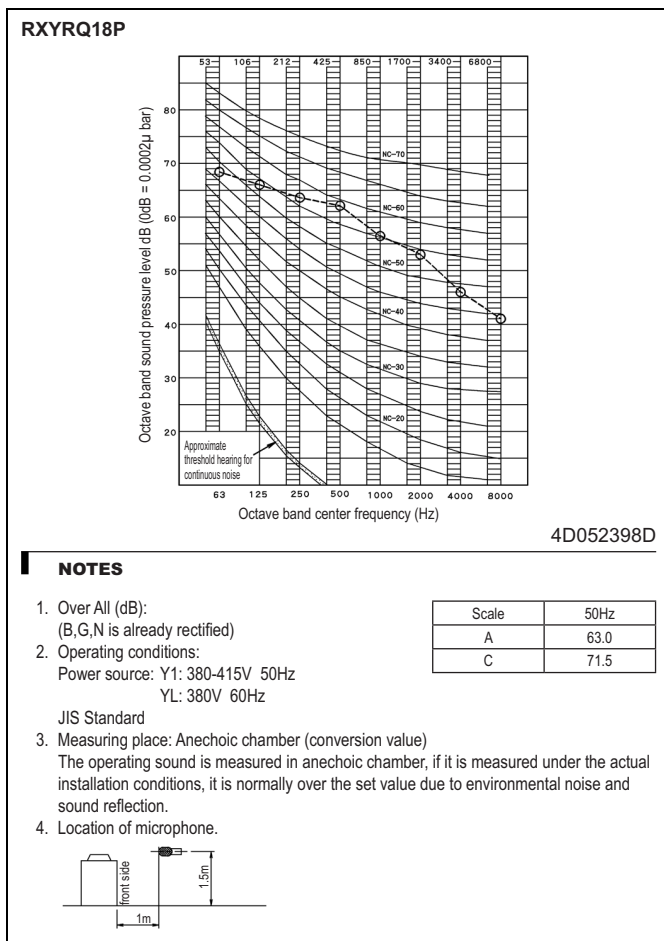 RXYRQ18P
53 106 212 425 850 1700 3400 6800
Octave band sound pressure level dB (0dB = 0.0002μ bar)
80
70
60
50
40
30
20
NC-70
NC-60
NC-50
NC-40
NC-30
NC-20
Approximate
threshold hearing for
continuous noise
63 125 250 500 1000 2000 4000 8000
Octave band center frequency (Hz)
4D052398D
NOTES
1. Over All (dB):
(B,G,N is already rectified)
Scale 50Hz
A 63.0
C 71.5
2. Operating conditions:
Power source: Y1: 380-415V 50Hz
YL: 380V 60Hz
JIS Standard
3. Measuring place: Anechoic chamber (conversion value)
The operating sound is measured in anechoic chamber, if it is measured under the actual
installation conditions, it is normally over the set value due to environmental noise and
sound reflection.
4. Location of microphone.
front side
1.5m
1m